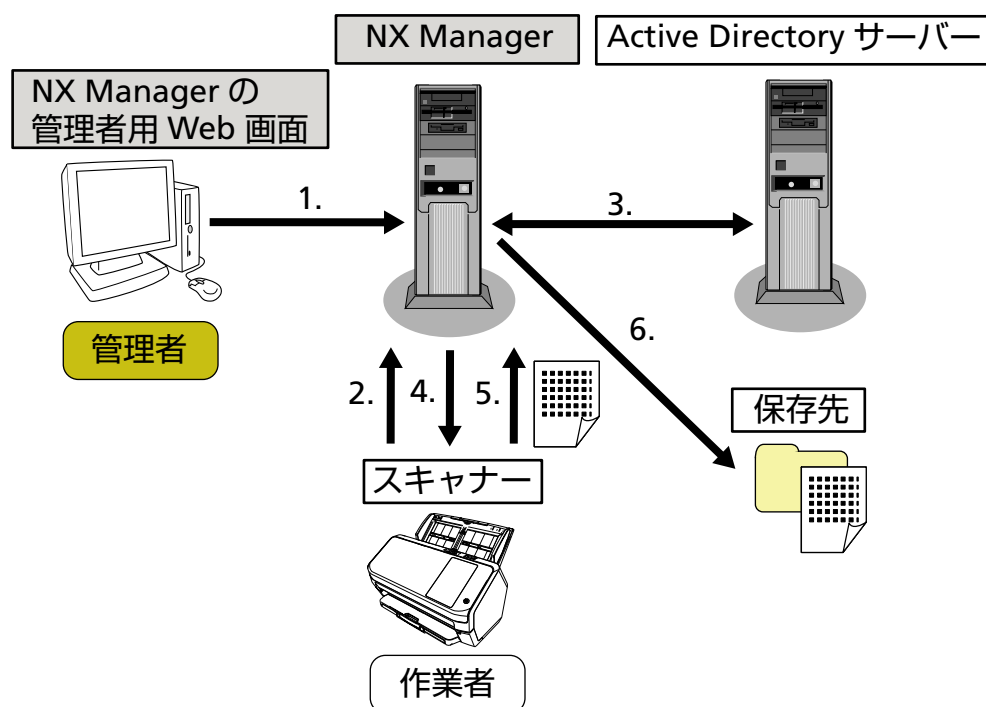 NX Manager
Active Directory サーバー
NX Manager の
管理者用 Web 画面
1.
3.
管理者
6.
2.
4.
5.
保存先
スキャナー
作業者